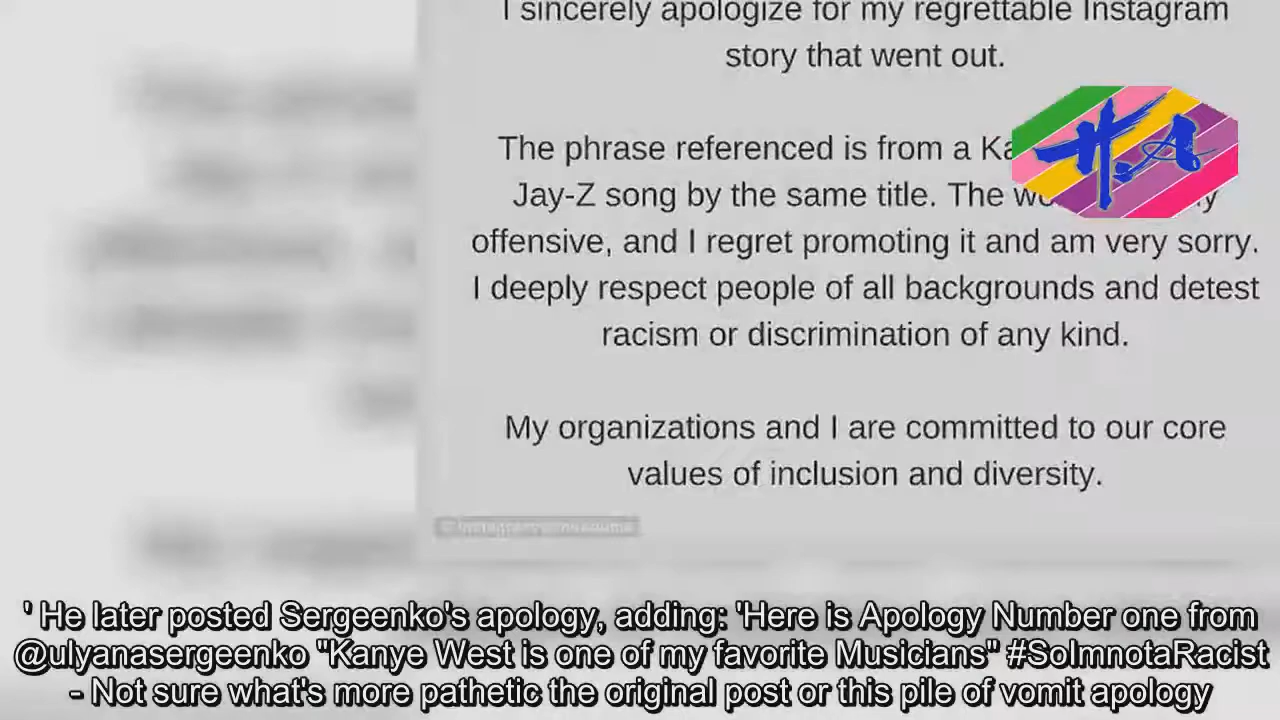 I sincerely apologize for my regrettable Instagram
story that went out.
The phrase referenced is from a Ka
Jay-Z song by the same title. The wo y
offensive, and I regret promoting it and am very sorry.
I deeply respect people of all backgrounds and detest
racism or discrimination of any kind.
My organizations and I are committed to our core
values of inclusion and diversity.
H.A
' He later posted Sergeenko's apology, adding: 'Here is Apology Number one from
@ulyanasergeenko "Kanye West is one of my favorite Musicians" #SoImnotaRacist
- Not sure what's more pathetic the original post or this pile of vomit apology